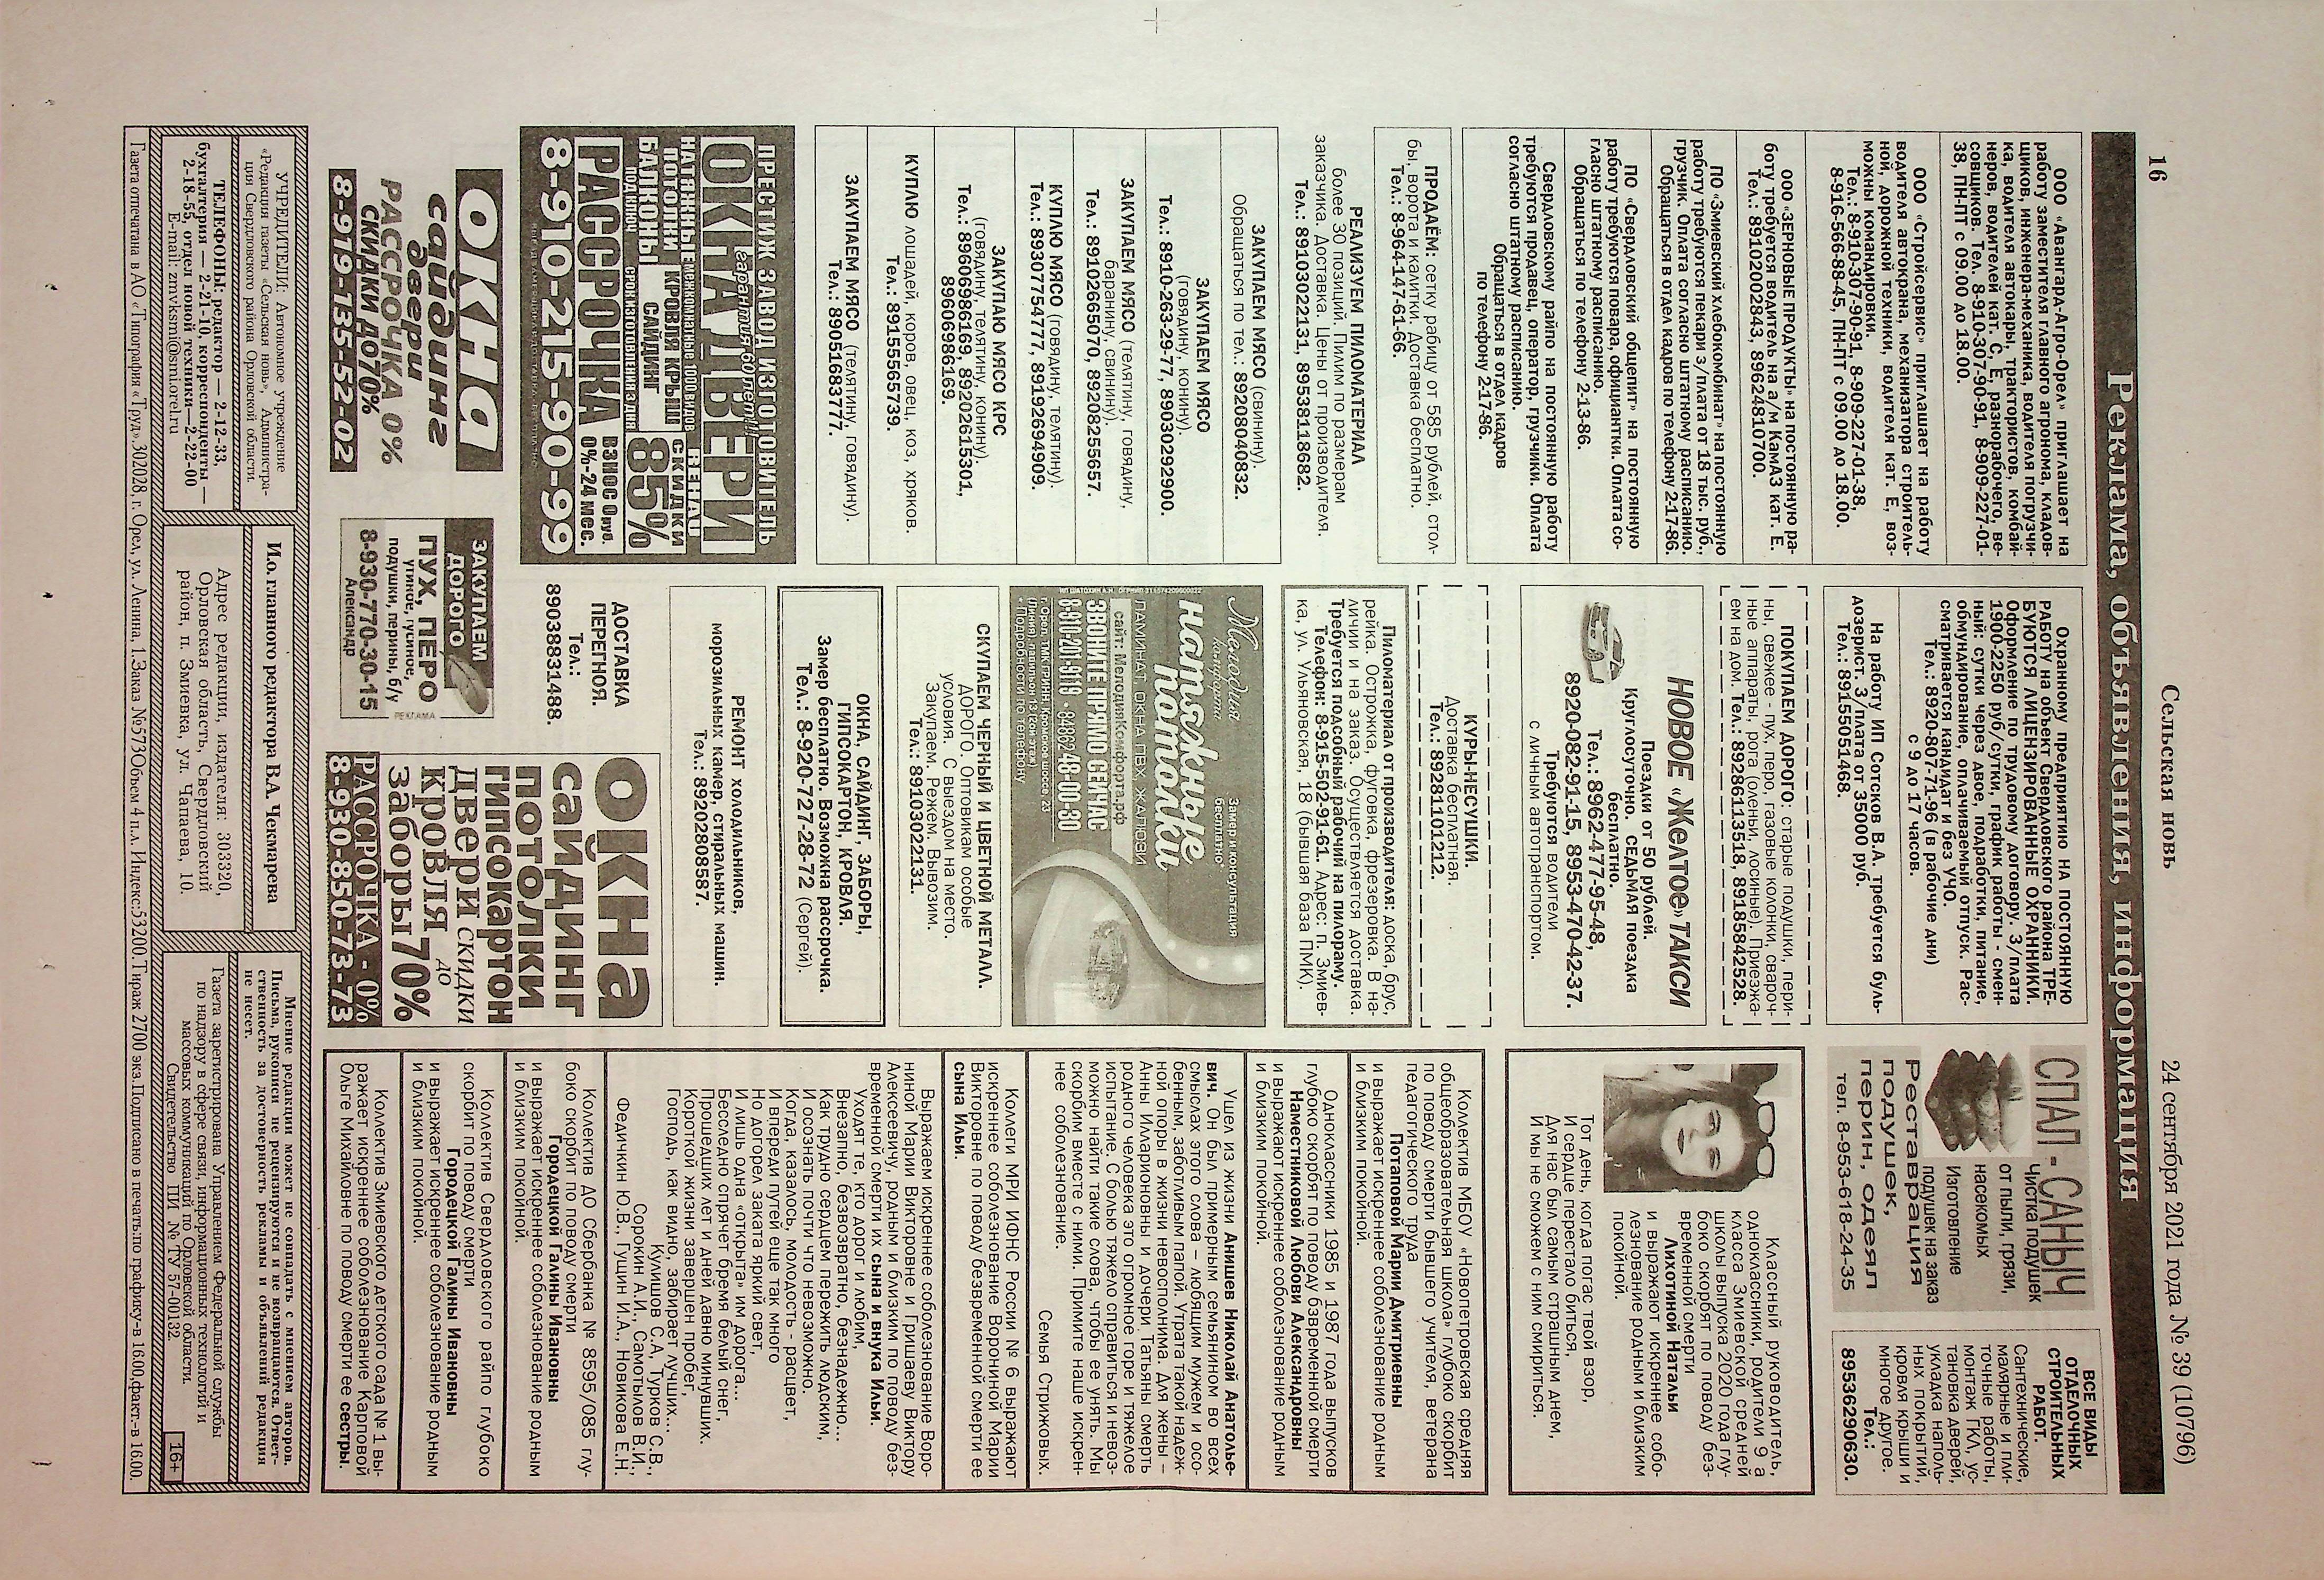 16
Сельская новь
24 сентября 2021 года № 39 (10796)
Реклама, объявления, информация
ООО «Авангард-Агро-Орел» приглашает на
работу заместителя главного агронома, кладов-
щиков, инженера-механика, водителя погрузчи-
ка, водителя автокары, трактористов, комбай-
неров, водителей кат. С, Е, разнорабочего, ве-
совщиков. Тел. 8-910-307-90-91, 8-909-227-01-
38, ПН-ПТ с 09.00 до 18.00.
ООО «Стройсервис» приглашает на работу
водителя автокрана, механизатора строитель-
ной, дорожной техники, водителя кат. Е, воз-
можны командировки.
Тел.: 8-910-307-90-91, 8-909-227-01-38,
8-916-566-88-45, ПН-ПТ с 09.00 до 18.00.
ООО «ЗЕРНОВЫЕ ПРОДУКТЫ» на постоянную ра-
боту требуется водитель на а/м КамАЗ кат. Е.
Тел.: 89102002843, 89624810700.
ПО «Змиевский хлебокомбинат» на постоянную
работу требуются пекари з/плата от 18 тыс. руб.,
грузчик. Оплата согласно штатному расписанию.
Обращаться в отдел кадров по телефону 2-17-86.
ПО «Свердловский общепит» на постоянную
работу требуются повара, официантки. Оплата со-
гласно штатному расписанию.
Обращаться по телефону 2-13-86.
Свердловскому райпо на постоянную работу
требуются продавец, оператор, грузчики. Оплата
согласно штатному расписанию.
Обращаться в отдел кадров
по телефону 2-17-86.
ПРОДАЁМ: сетку рабицу от 585 рублей, стол-
бы, ворота и калитки. Доставка бесплатно.
Тел.: 8-964-147-61-66.
РЕАЛИЗУЕМ ПИЛОМАТЕРИАЛ
более 30 позиций. Пилим по размерам
заказчика. Доставка. Цены от производителя.
Тел.: 89103022131, 89538118682.
ЗАКУПАЕМ МЯСО (свинину).
Обращаться по тел.: 89208040832.
ЗАКУПАЕМ МЯСО
(говядину, конину).
Тел.: 8910-263-29-77, 89030292900.
ЗАКУПАЕМ МЯСО (телятину, говядину,
баранину, свинину).
Тел.: 89102665070, 89208255657.
КУПЛЮ МЯСО (говядину, телятину).
Тел.: 89307754777, 89192694909.
ЗАКУПАЮ МЯСО КРС
(говядину, телятину, конину).
Тел.: 89606986169, 89202615301,
89606986169.
КУПЛЮ лошадей, коров, овец, коз, хряков.
Тел.: 89155565739.
ЗАКУПАЕМ МЯСО (телятину, говядину).
Тел.: 89051683777.
ПРЕСТИЖ ЗАВОД ИЗГОТОВИТЕЛЬ
гарантия 60 лет!!!
ОКНА ДВЕРИ
НАТЯЖНЫЕ Ежемжкомнатные 1000 видов
ПОТОЛКИ КРОВЛЯ КРЫШ
БАЛКОНЫ САЙДИНГ
ПОД КЛЮЧ СРОК ИЗГОТОВЛЕНИЯ 3 ДНЯ
REHAU
СКИДКИ
85%
РАССРОЧКА
ВЗНОС 0 руб.
0%-24 мес.
8-910-215-90-99
окна
сайдинг
двери
РАССРОЧКА 0%
СКИДКИ ДО 70%
8-919-135-52-02
Охранному предприятию на ПОСТОЯННУЮ
РАБОТУ на объект Свердловского района ТРЕ-
БУЮТСЯ ЛИЦЕНЗИРОВАННЫЕ ОХРАННИКИ.
Оформление по трудовому договору. З/плата
1900-2250 руб/сутки, график работы - смен-
ный: сутки через двое, подработки, питание,
обмундирование, оплачиваемый отпуск. Рас-
сматривается кандидат и без УЧО.
Тел.: 8920-807-71-96 (в рабочие дни)
с 9 до 17 часов.
На работу ИП Сотсков В.А. требуется буль-
дозерист. З/плата от 35000 руб.
Тел.: 89155051468.
ПОКУПАЕМ ДОРОГО: старые подушки, пери-
ны, свежее - пух, перо, газовые колонки, свароч-
ные аппараты, рога (оленьи, лосиные). Приезжа-
ем на дом. Тел.: 89286113518, 89185842528.
НОВОЕ «Желтое» ТАКСИ
Поездки от 50 рублей.
Круглосуточно. СЕДЬМАЯ поездка
бесплатно.
Тел.: 8962-477-95-48,
8920-082-91-15, 8953-470-42-37.
Требуются водители
с личным автотранспортом.
КУРЫ-НЕСУШКИ.
Доставка бесплатная.
Тел.: 89281101212.
Пиломатериал от производителя: доска, брус,
рейка. Острожка, фуговка, фрезеровка. В на-
личии и на заказ. Осуществляется доставка.
Требуется подсобный рабочий на пилораму.
Телефон: 8-915-502-91-61. Адрес: п. Змиев-
ка, ул. Ульяновская, 18 (бывшая база ПМК).
Мелодия
комфорта
Замер и консультация
бесплатно
натяжные
потолки
ЛАМИНАТ, ОКНА ПВХ, ЖАЛЮЗИ
сайт: МелодияКомфорта.рф
ЗВОНИТЕ ПРЯМО СЕЙЧАС
8-910-201-9119 · 84862-48-00-80
г. Орел, ТМК ГРИНН, Кромское шоссе, 23
(Линия), павильон 13 (2ой этаж)
- Подробности по телефону
СКУПАЕМ ЧЕРНЫЙ И ЦВЕТНОЙ МЕТАЛЛ.
ДОРОГО. Оптовикам особые
условия. С выездом на место.
Закупаем, Режем, Вывозим.
Тел.: 89103022131.
ОКНА, САЙДИНГ, ЗАБОРЫ,
ГИПСОКАРТОН, КРОВЛЯ.
Замер бесплатно. Возможна рассрочка.
Тел.: 8-920-727-28-72 (Сергей).
РЕМОНТ холодильников,
морозильных камер, стиральных машин.
Тел.: 89202808587.
ДОСТАВКА
ПЕРЕГНОЯ.
Тел.:
89038831488.
окна
сайдинг
потолки
гипсокартон
двери скидки
кровля до
заборы 70%
РАССРОЧКА - 0%
8-930-850-73-73
ЗАКУПАЕМ
ДОРОГО
ПУХ, ПЕРО
утиное, гусиное,
подушки, перины, б/у
8-930-770-30-15
Александр
РЕКЛАМА
СПАЛ - САНЫЧ
Чистка подушек
от пыли, грязи,
насекомых
Изготовление
подушек на заказ
Реставрация
подушек,
перин, одеял
тел. 8-953-618-24-35
ВСЕ ВИДЫ
ОТДЕЛОЧНЫХ
СТРОИТЕЛЬНЫХ
РАБОТ.
Сантехнические,
малярные и пли-
точные работы,
монтаж ГКЛ, ус-
тановка дверей,
укладка наполь-
ных покрытий,
кровля крыши и
многое другое.
Тел.:
89536290630.
Классный руководитель,
одноклассники, родители 9 а
класса Змиевской средней
школы выпуска 2020 года глу-
боко скорбят по поводу без-
временной смерти
Лихотиной Натальи
и выражают искреннее собо-
лезнование родным и близким
покойной.
Тот день, когда погас твой взор,
И сердце перестало биться,
Для нас был самым страшным днем,
И мы не сможем с ним смириться.
Колектив МБОУ «Новопетровская средняя
общеобразовательная школа» глубоко скорбит
по поводу смерти бывшего учителя, ветерана
педагогического труда
Потаповой Марии Дмитриевны
и выражает искреннее соболезнование родным
и близким покойной.
Одноклассники 1985 и 1987 года выпусков
глубоко скорбят по поводу бзвременной смерти
Наместниковой Любови Александровны
и выражают искреннее соболезнование родным
и близким покойной.
Ушел из жизни Анишев Николай Анатолье-
вич. Он был примерным семьянином во всех
смыслах этого слова – любящим мужем и осо-
бенным, заботливым папой. Утрата такой надеж-
ной опоры в жизни невосполнима. Для жены –
Анны Илларионовны и дочери Татьяны смерть
родного человека это огромное горе и тяжелое
испытание. С болью тяжело справиться и невоз-
можно найти такие слова, чтобы ее унять. Мы
скорбим вместе с ними. Примите наше искрен-
нее соболезнование.
Семья Стрижовых.
Коллеги МРИ ИФНС России № 6 выражают
искреннее соболезнование Ворониной Марии
Викторовне по поводу безвременной смерти ее
сына Ильи.
Выражаем искреннее соболезнование Воро-
ниной Марии Викторовне и Гришаеву Виктору
Алексеевичу, родным и близким по поводу без-
временной смерти их сына и внука Ильи.
Уходят те, кто дорог и любим,
Внезапно, безвозвратно, безнадежно...
Как трудно сердцем пережить людским,
И осознать почти что невозможно.
Когда, казалось, молодость - расцвет,
И впереди путей еще так много
Но догорел заката яркий свет,
И лишь одна «открыта» им дорога...
Бесследно спрячет бремя белый снег,
Прошедших лет и дней давно минувших.
Короткой жизни завершен пробег,
Господь, как видно, забирает лучших...
Кулишов С.А, Турков С.В.,
Сорокин А.И., Самотылов В.И.,
Федичкин Ю.В., Гущин И.А., Новикова Е.Н.
Колектив ДО Сбербанка № 8595/085 глу-
боко скорбит по поводу смерти
Городецкой Галины Ивановны
и выражает искреннее соболезнование родным
и близким покойной.
Колектив Свердловского райпо глубоко
скорбит по поводу смерти
Городецкой Галины Ивановны
и выражает искреннее соболезнование родным
и близким покойной.
Колектив Змиевского детского сада № 1 вы-
ражает искреннее соболезнование Карповой
Ольге Михайловне по поводу смерти ее сестры.
УЧРЕДИТЕЛИ: Автономное учреждение
«Редакция газеты «Сельская новь», Администра-
ция Свердловского района Орловской области.
ТЕЛЕФОНЫ: редактор — 2-12-33,
бухгалтерия — 2-21-10, корреспонденты —
2-18-55, отдел новой техники—2-22-00
E-mail: zmvksmi@smi.orel.ru
И.о. главного редактора В.А. Чекмарева
Адрес редакции, издателя: 303320,
Орловская область, Свердловский
район, п. Змиевка, ул. Чапаева, 10.
Мнение редакции может не совпадать с мнением авторов.
Письма, рукописи не рецензируются и не возвращаются. Ответ-
ственность за достоверность рекламы и объявлений редакция
не несет.
Газета зарегистрирована Управлением Федеральной службы
по надзору в сфере связи, информационных технологий и
массовых коммуникаций по Орловской области.
Свидетельство ПИ № ТУ 57-00132.
16+
Газета отпечатана в АО «Типография «Труд».302028, г. Орел, ул. Ленина, 1.Заказ №573Объем 4 п.л. Индекс:53200.Тираж 2700 экз.Подписано в печать:по графику-в 16.00,факт.-в 16.00.